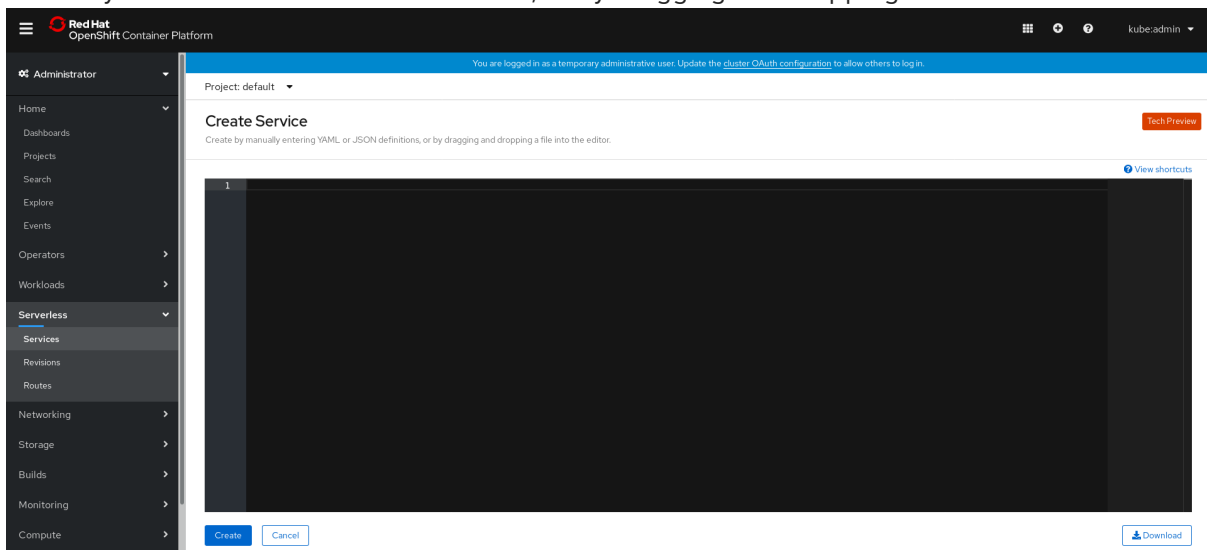 Red Hat
OpenShift Container Platform
kube:admin
Administrator
You are logged in as a temporary administrative user. Update the cluster OAuth configuration to allow others to log in.
Project: default
Home
Dashboards
Projects
Search
Explore
Events
Operators
Workloads
Serverless
Services
Revisions
Routes
Networking
Storage
Builds
Monitoring
Compute
Create Service
Tech Preview
Create by manually entering YAML or JSON definitions, or by dragging and dropping a file into the editor.
View shortcuts
1
Create
Cancel
Download